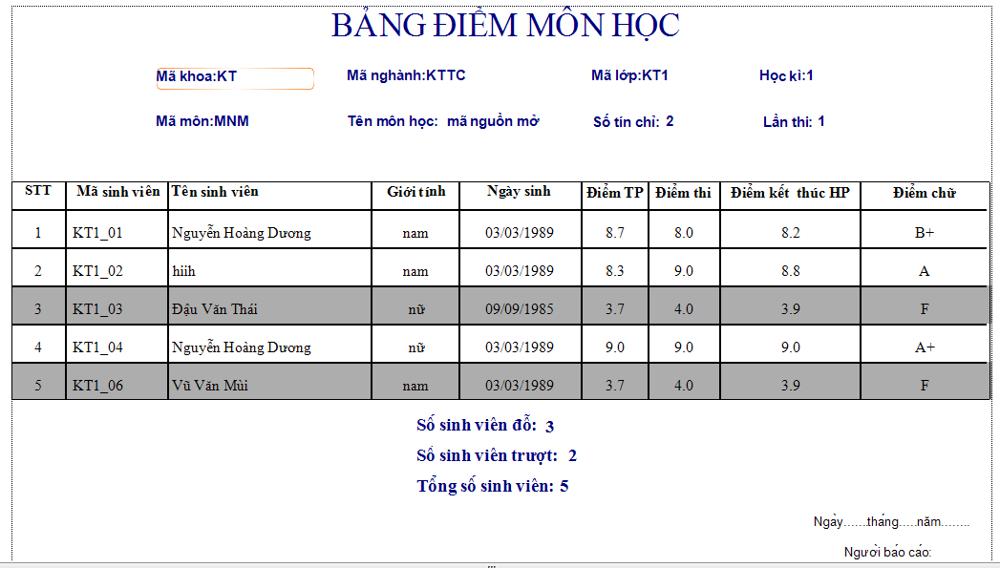 BẢNG ĐIỂM MÔN HỌC
Mã khoa:KT Mã nghành:KTTC Mã lớp:KT1 Học kì:1
Mã môn:MNM Tên môn học: mã nguồn mở Số tín chỉ: 2 Lần thi: 1
STT Mã sinh viên Tên sinh viên Giới tính Ngày sinh Điểm TP Điểm thi Điểm kết thúc HP Điểm chữ
1 KT1_01 Nguyễn Hoàng Dương nam 03/03/1989 8.7 8.0 8.2 B+
2 KT1_02 hiih nam 03/03/1989 8.3 9.0 8.8 A
3 KT1_03 Đậu Văn Thái nữ 09/09/1985 3.7 4.0 3.9 F
4 KT1_04 Nguyễn Hoàng Dương nữ 03/03/1989 9.0 9.0 9.0 A+
5 KT1_06 Vũ Văn Mùi nam 03/03/1989 3.7 4.0 3.9 F
Số sinh viên đỗ: 3
Số sinh viên trượt: 2
Tổng số sinh viên: 5
Ngày.......tháng.....năm........
Người báo cáo: